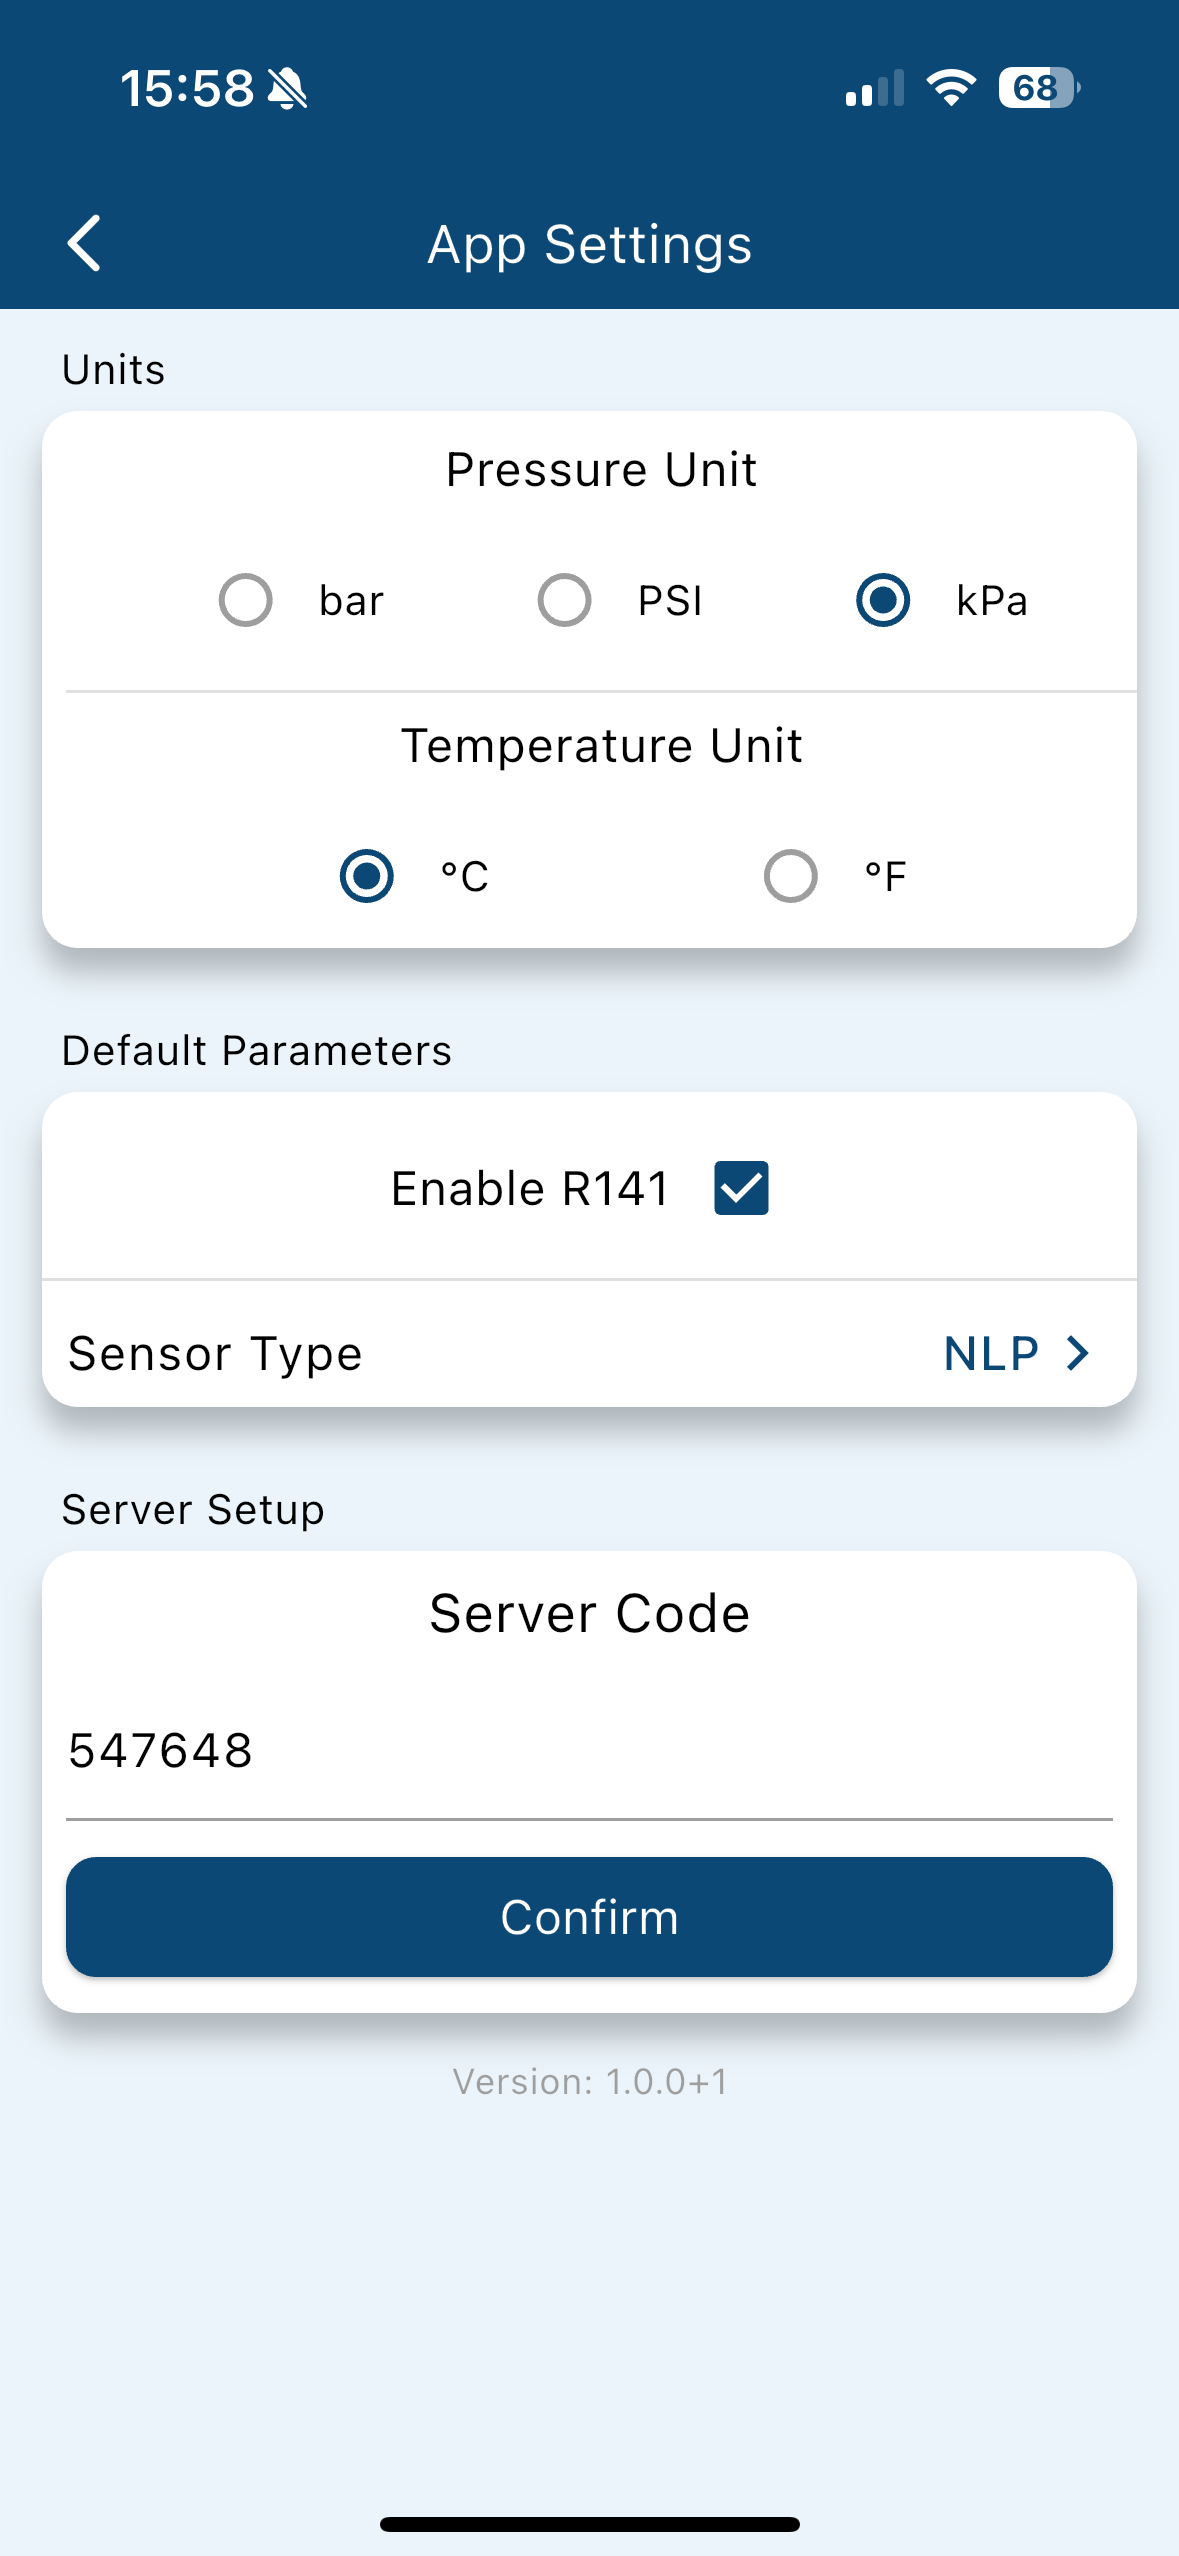 15:58 68
App Settings
Units
Pressure Unit
bar PSI kPa
Temperature Unit
°C °F
Default Parameters
Enable R141
Sensor Type NLP
Server Setup
Server Code
547648
Confirm
Version: 1.0.0+1